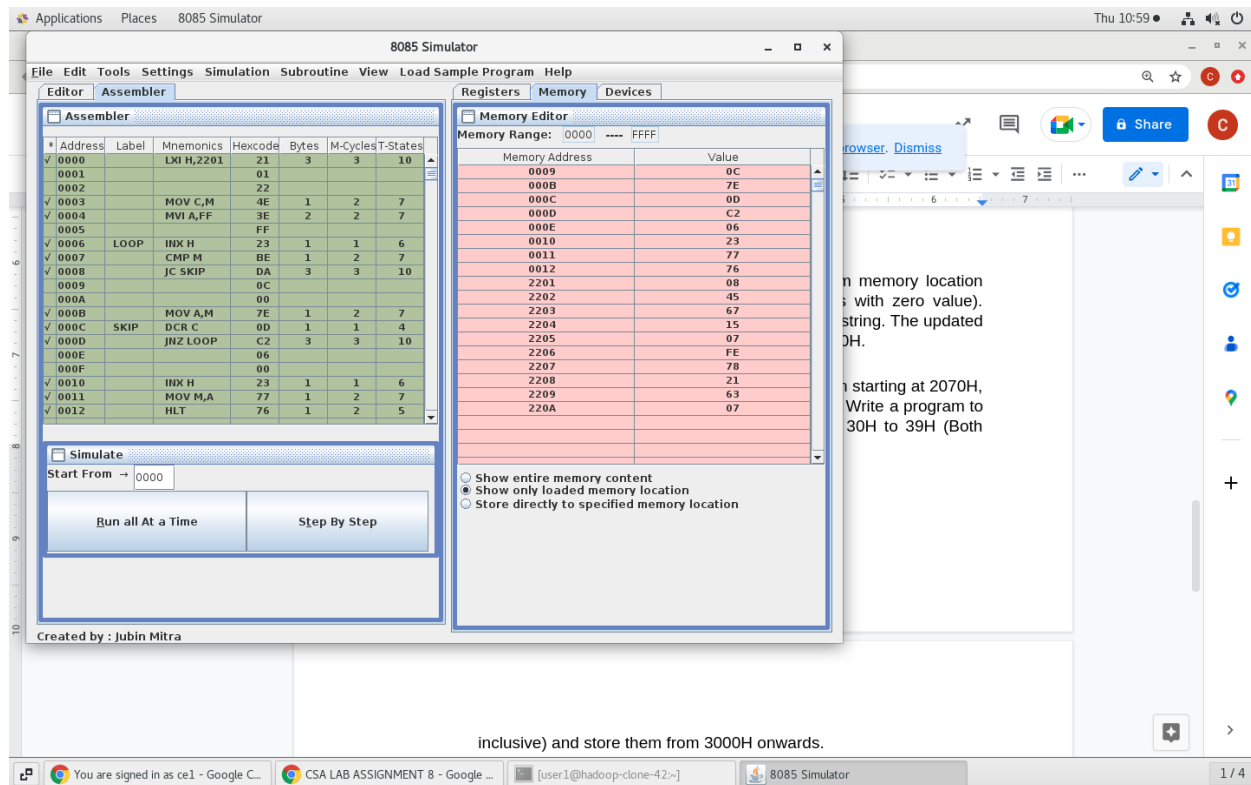 Applications Places 8085 Simulator Thu 10:59
8085 Simulator
File Edit Tools Settings Simulation Subroutine View Load Sample Program Help
Editor Assembler
Assembler
* Address Label Mnemonics Hexcode Bytes M-Cycles T-States
√ 0000 LXI H,2201 21 3 3 10
0001 01
0002 22
√ 0003 MOV C,M 4E 1 2 7
√ 0004 MVI A,FF 3E 2 2 7
0005 FF
√ 0006 LOOP INX H 23 1 1 6
√ 0007 CMP M BE 1 2 7
√ 0008 JC SKIP DA 3 3 10
0009 0C
000A 00
√ 000B MOV A,M 7E 1 2 7
√ 000C SKIP DCR C 0D 1 1 4
√ 000D JNZ LOOP C2 3 3 10
000E 06
000F 00
√ 0010 INX H 23 1 1 6
√ 0011 MOV M,A 77 1 2 7
√ 0012 HLT 76 1 2 5
Simulate
Start From → 0000
Run all At a Time Step By Step
Created by : Jubin Mitra
Registers Memory Devices
Memory Editor
Memory Range: 0000 ---- FFFF
Memory Address Value
0009 0C
000B 7E
000C 0D
000D C2
000E 06
0010 23
0011 77
0012 76
2201 08
2202 45
2203 67
2204 15
2205 07
2206 FE
2207 78
2208 21
2209 63
220A 07
Show entire memory content
Show only loaded memory location
Store directly to specified memory location
C
Share
C
rowser. Dismiss
31
6 7
7
8
9
10
memory location
with zero value).
string. The updated
0H.
starting at 2070H,
Write a program to
30H to 39H (Both
inclusive) and store them from 3000H onwards.
You are signed in as ce1 - Google C...
CSA LAB ASSIGNMENT 8 - Google ...
[user1@hadoop-clone-42:~]
8085 Simulator
1 / 4